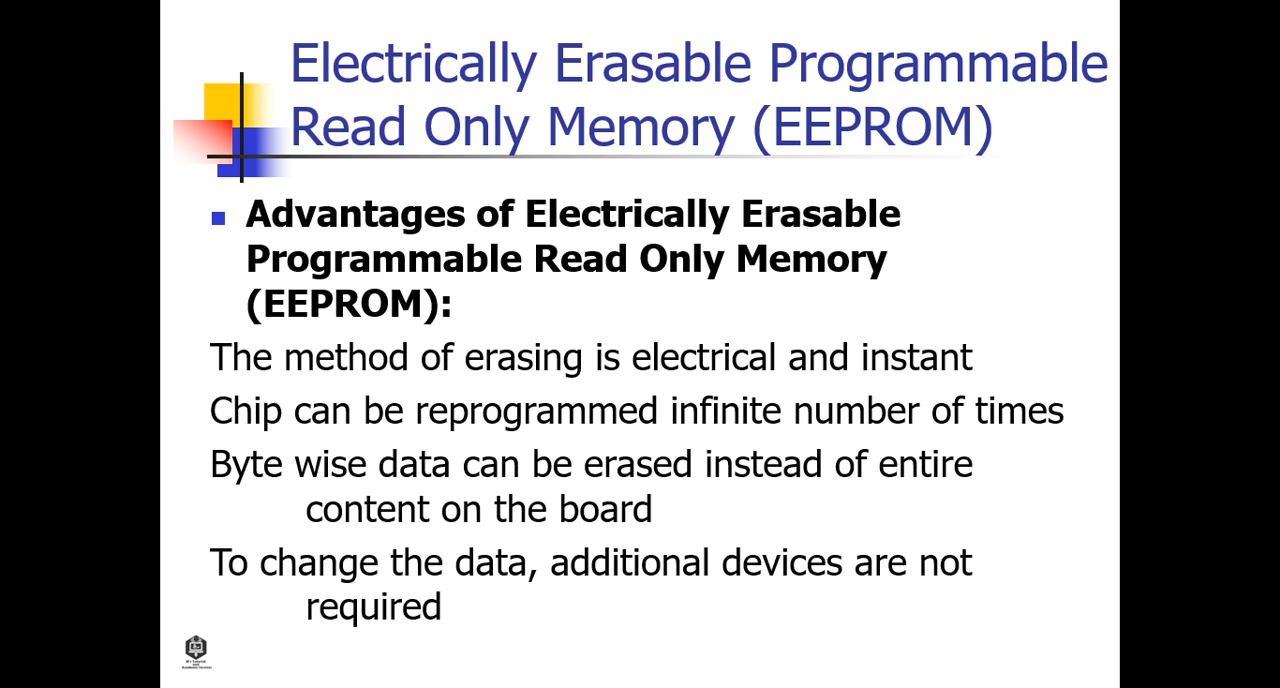 Electrically Erasable Programmable
Read Only Memory (EEPROM)
Advantages of Electrically Erasable
Programmable Read Only Memory
(EEPROM):
The method of erasing is electrical and instant
Chip can be reprogrammed infinite number of times
Byte wise data can be erased instead of entire
content on the board
To change the data, additional devices are not
required